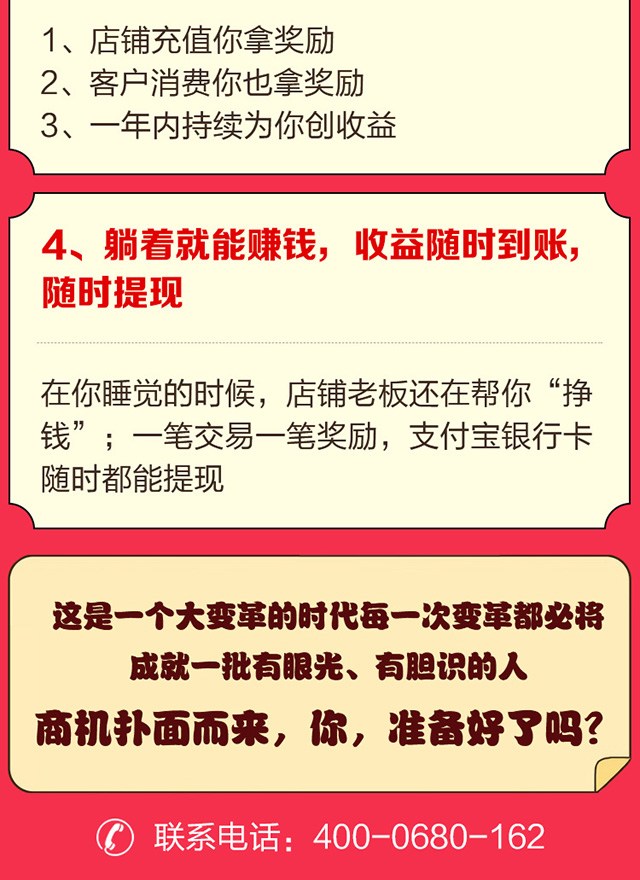 1、店铺充值你拿奖励
2、客户消费你也拿奖励
3、一年内持续为你创收益
4、躺着就能赚钱，收益随时到账，
随时提现
在你睡觉的时候，店铺老板还在帮你“挣
钱”；一笔交易一笔奖励，支付宝银行卡
随时都能提现
这是一个大变革的时代每一次变革都必将
成就一批有眼光、有胆识的人
商机扑面而来，你，准备好了吗？
联系电话：400-0680-162